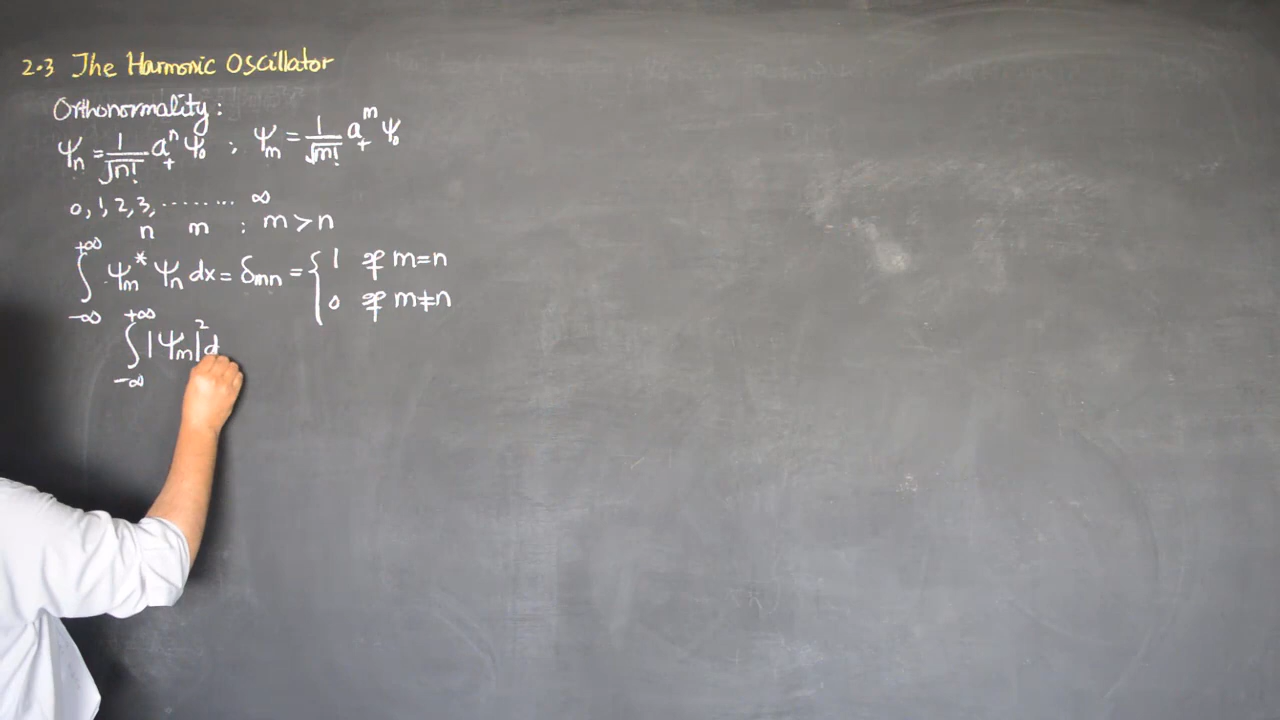 2.3 The Harmonic Oscillator
Orthonormality:
ψₙ = 1/√n! a₊ⁿ ψ₀ ; ψₘ = 1/√m! a₊ᵐ ψ₀
0, 1, 2, 3, ........ ∞
n m : m > n
∫_{-∞}^{+∞} ψₘ* ψₙ dx = δₘₙ = { 1 if m=n
0 if m≠n
∫_{-∞}^{+∞} |ψₘ|² d